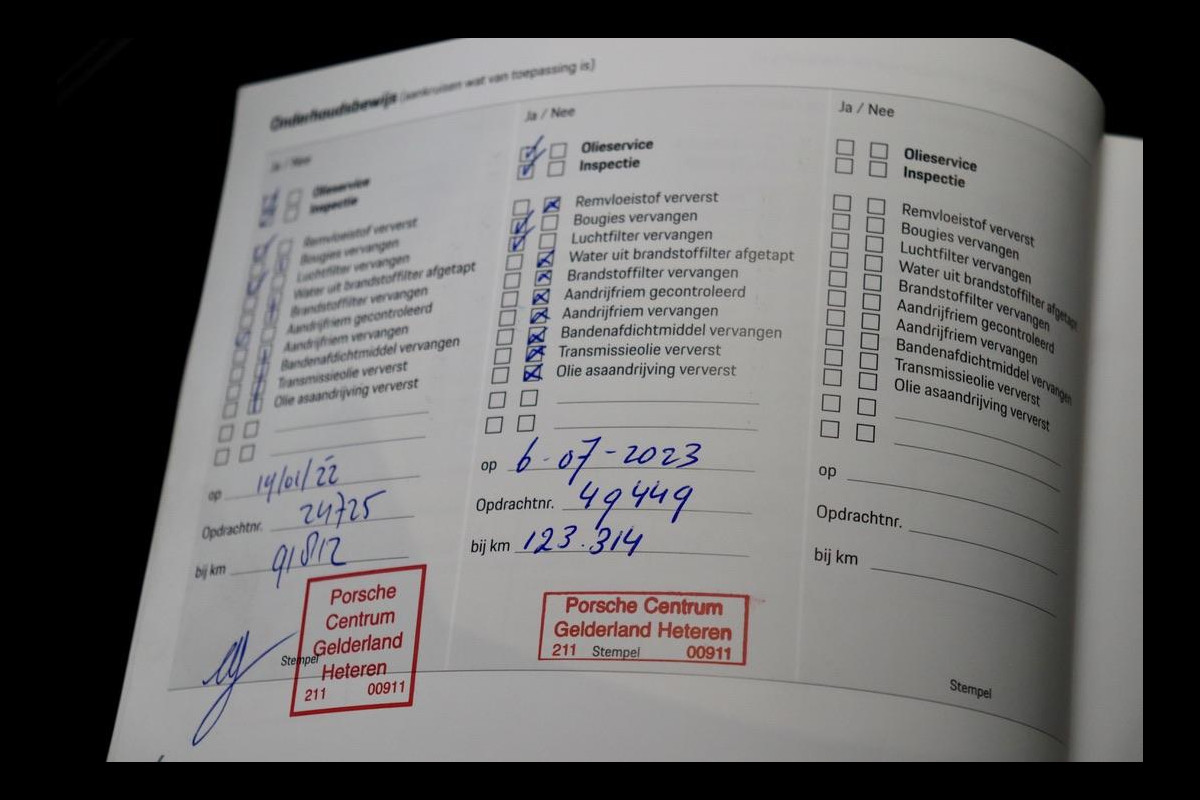 Onderhoudsbewijs (aankruisen wat van toepassing is)
Ja / Nee
Olieservice
Inspectie
Remvloeistof ververst
Bougies vervangen
Luchtfilter vervangen
Water uit brandstoffilter afgetapt
Brandstoffilter vervangen
Aandrijfriem gecontroleerd
Aandrijfriem vervangen
Bandenafdichtmiddel vervangen
Transmissieolie ververst
Olie asaandrijving ververst
op 14/01/22
Opdrachtnr. 24725
bij km 91812
Stempel
Porsche
Centrum
Gelderland
Heteren
211 00911
Ja / Nee
Olieservice
Inspectie
Remvloeistof ververst
Bougies vervangen
Luchtfilter vervangen
Water uit brandstoffilter afgetapt
Brandstoffilter vervangen
Aandrijfriem gecontroleerd
Aandrijfriem vervangen
Bandenafdichtmiddel vervangen
Transmissieolie ververst
Olie asaandrijving ververst
op 6-07-2023
Opdrachtnr. 49449
bij km 123.314
Porsche Centrum
Gelderland Heteren
211 Stempel 00911
Ja / Nee
Olieservice
Inspectie
Remvloeistof ververst
Bougies vervangen
Luchtfilter vervangen
Water uit brandstoffilter afgetapt
Brandstoffilter vervangen
Aandrijfriem gecontroleerd
Aandrijfriem vervangen
Bandenafdichtmiddel vervangen
Transmissieolie ververst
Olie asaandrijving ververst
op
Opdrachtnr.
bij km
Stempel